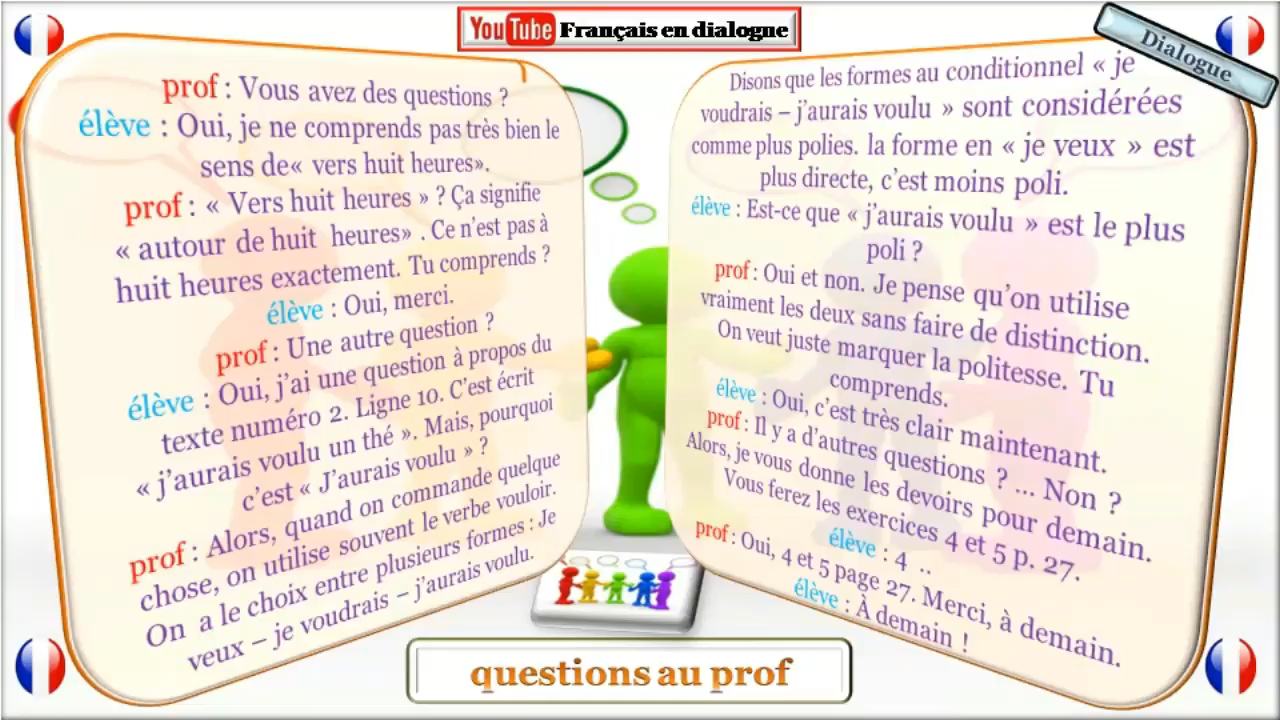 YouTube Français en dialogue
Dialogue
prof : Vous avez des questions ?
élève : Oui, je ne comprends pas très bien le
sens de« vers huit heures».
prof : « Vers huit heures » ? Ça signifie
« autour de huit heures» . Ce n'est pas à
huit heures exactement. Tu comprends ?
élève : Oui, merci.
prof : Une autre question ?
élève : Oui, j'ai une question à propos du
texte numéro 2. Ligne 10. C'est écrit
« j'aurais voulu un thé ». Mais, pourquoi
c'est « J'aurais voulu » ?
prof : Alors, quand on commande quelque
chose, on utilise souvent le verbe vouloir.
On a le choix entre plusieurs formes : Je
veux – je voudrais – j'aurais voulu.
Disons que les formes au conditionnel « je
voudrais – j'aurais voulu » sont considérées
comme plus polies. la forme en « je veux » est
plus directe, c'est moins poli.
élève : Est-ce que « j'aurais voulu » est le plus
poli ?
prof : Oui et non. Je pense qu'on utilise
vraiment les deux sans faire de distinction.
On veut juste marquer la politesse. Tu
comprends.
élève : Oui, c'est très clair maintenant.
prof : Il y a d'autres questions ? ... Non ?
Alors, je vous donne les devoirs pour demain.
Vous ferez les exercices 4 et 5 p. 27.
élève : 4 ..
prof : Oui, 4 et 5 page 27. Merci, à demain.
élève : À demain !
questions au prof